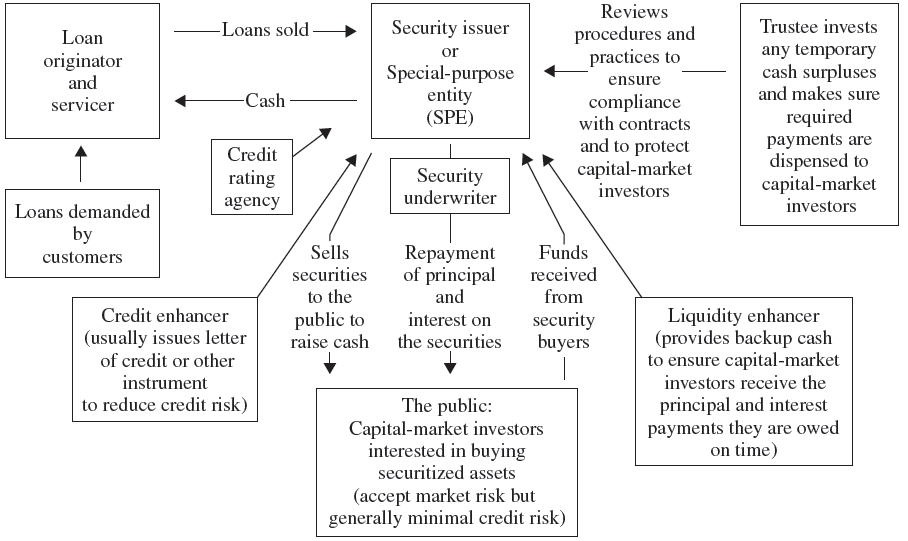 Loan
originator
and
servicer
Loans sold
Cash
Security issuer
or
Special-purpose
entity
(SPE)
Reviews
procedures and
practices to
ensure
compliance
with contracts
and to protect
capital-market
investors
Trustee invests
any temporary
cash surpluses
and makes sure
required
payments are
dispensed to
capital-market
investors
Credit
rating
agency
Security
underwriter
Loans demanded
by
customers
Sells
securities
to the
public to
raise cash
Repayment
of principal
and
interest on
the securities
Funds
received
from
security
buyers
Credit enhancer
(usually issues letter
of credit or other
instrument
to reduce credit risk)
Liquidity enhancer
(provides backup cash
to ensure capital-market
investors receive the
principal and interest
payments they are owed
on time)
The public:
Capital-market investors
interested in buying
securitized assets
(accept market risk but
generally minimal credit risk)